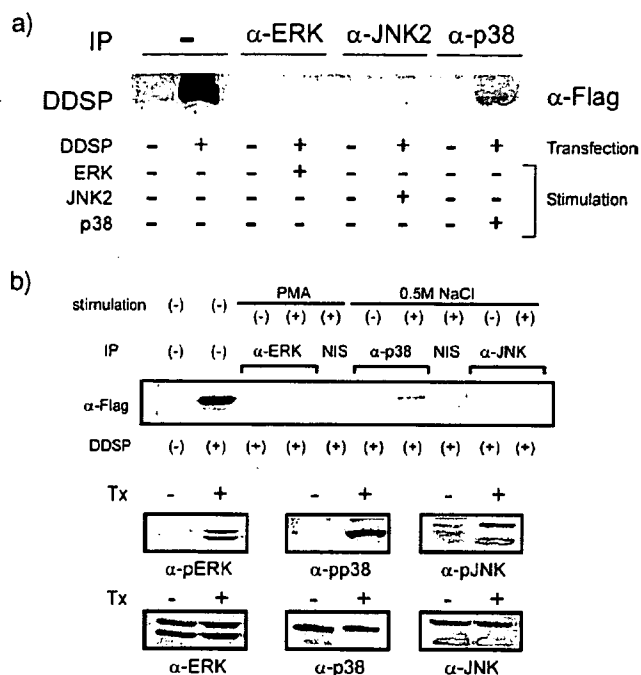 a)
IP - α-ERK α-JNK2 α-p38
DDSP α-Flag
DDSP - + - + - + - + Transfection
ERK - - - + - - - -
JNK2 - - - - - + - - Stimulation
p38 - - - - - - - +
b)
PMA 0.5M NaCl
stimulation (-) (-) (-) (+) (+) (-) (+) (+) (-) (+)
IP (-) (-) α-ERK NIS α-p38 NIS α-JNK
α-Flag
DDSP (-) (+) (+) (+) (+) (+) (+) (+) (+) (+)
Tx - + - + - +
α-pERK α-pp38 α-pJNK
Tx - + - + - +
α-ERK α-p38 α-JNK